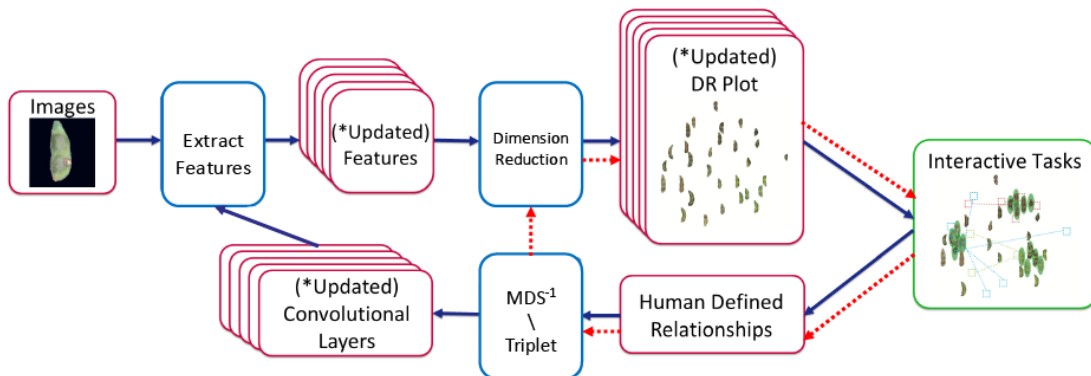 Images
Extract
Features
(*Updated)
Features
Dimension
Reduction
(*Updated)
DR Plot
Interactive Tasks
(*Updated)
Convolutional
Layers
MDS⁻¹
\
Triplet
Human Defined
Relationships